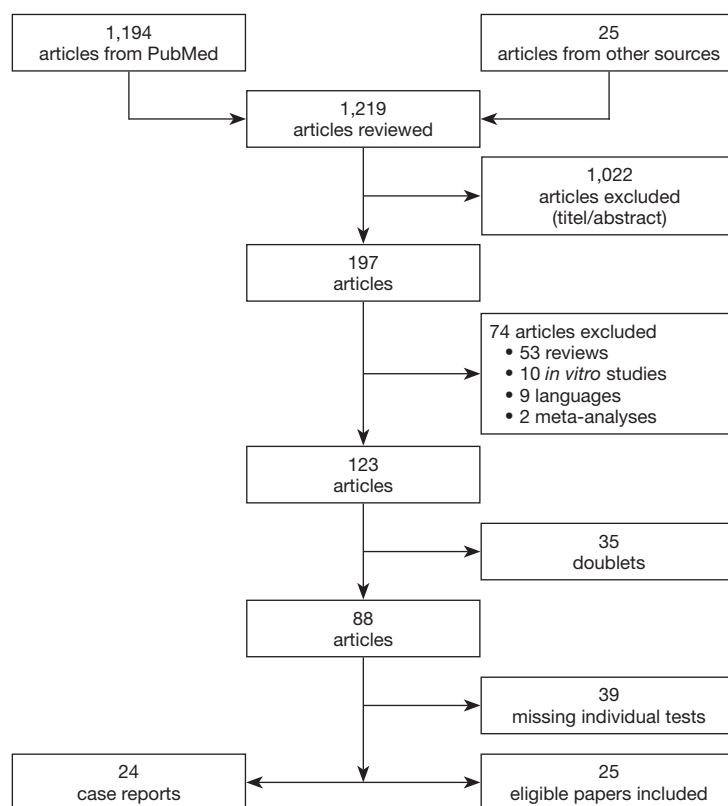 1,194
articles from PubMed
25
articles from other sources
1,219
articles reviewed
1,022
articles excluded
(titel/abstract)
197
articles
74 articles excluded
• 53 reviews
• 10 in vitro studies
• 9 languages
• 2 meta-analyses
123
articles
35
doublets
88
articles
39
missing individual tests
24
case reports
25
eligible papers included